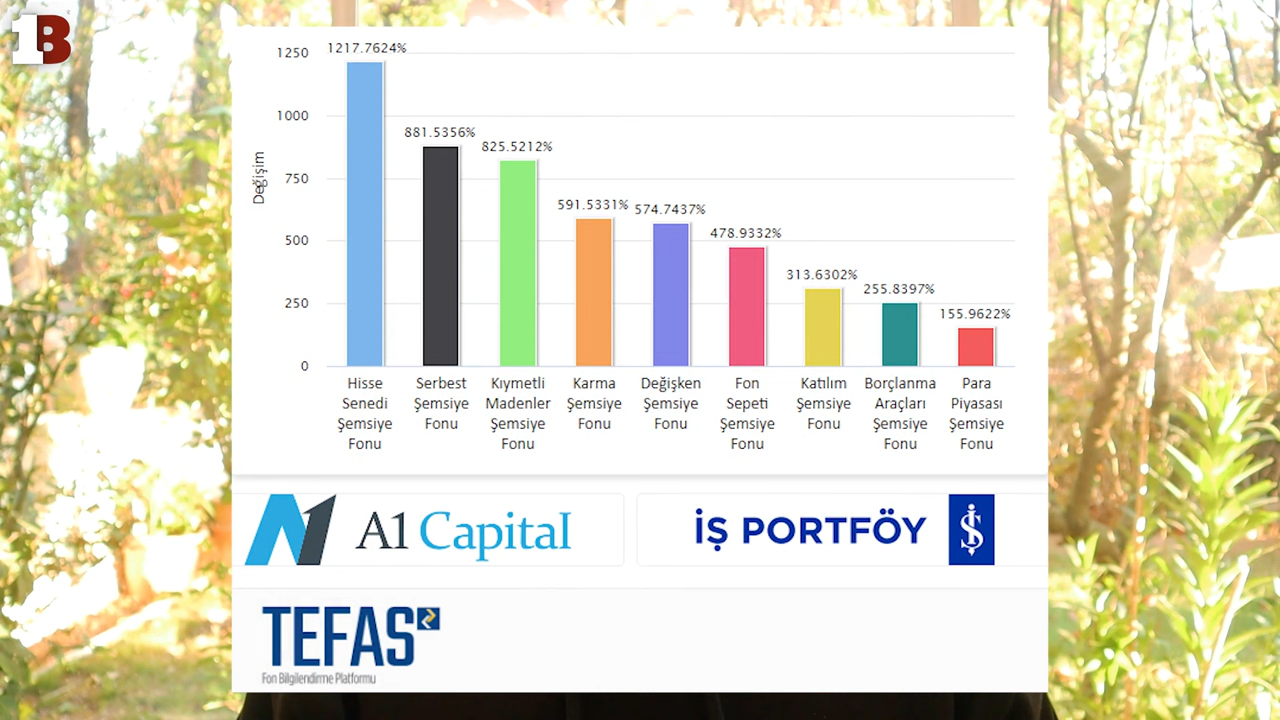 1B
1250
1000
750
500
250
0
Değişim
1217.7624%
881.5356%
825.5212%
591.5331%
574.7437%
478.9332%
313.6302%
255.8397%
155.9622%
Hisse
Senedi
Şemsiye
Fonu
Serbest
Şemsiye
Fonu
Kıymetli
Madenler
Şemsiye
Fonu
Karma
Şemsiye
Fonu
Değişken
Şemsiye
Fonu
Fon
Sepeti
Şemsiye
Fonu
Katılım
Şemsiye
Fonu
Borçlanma
Araçları
Şemsiye
Fonu
Para
Piyasası
Şemsiye
Fonu
A1 Capital
İŞ PORTFÖY
TEFAS
Fon Bilgilendirme Platformu